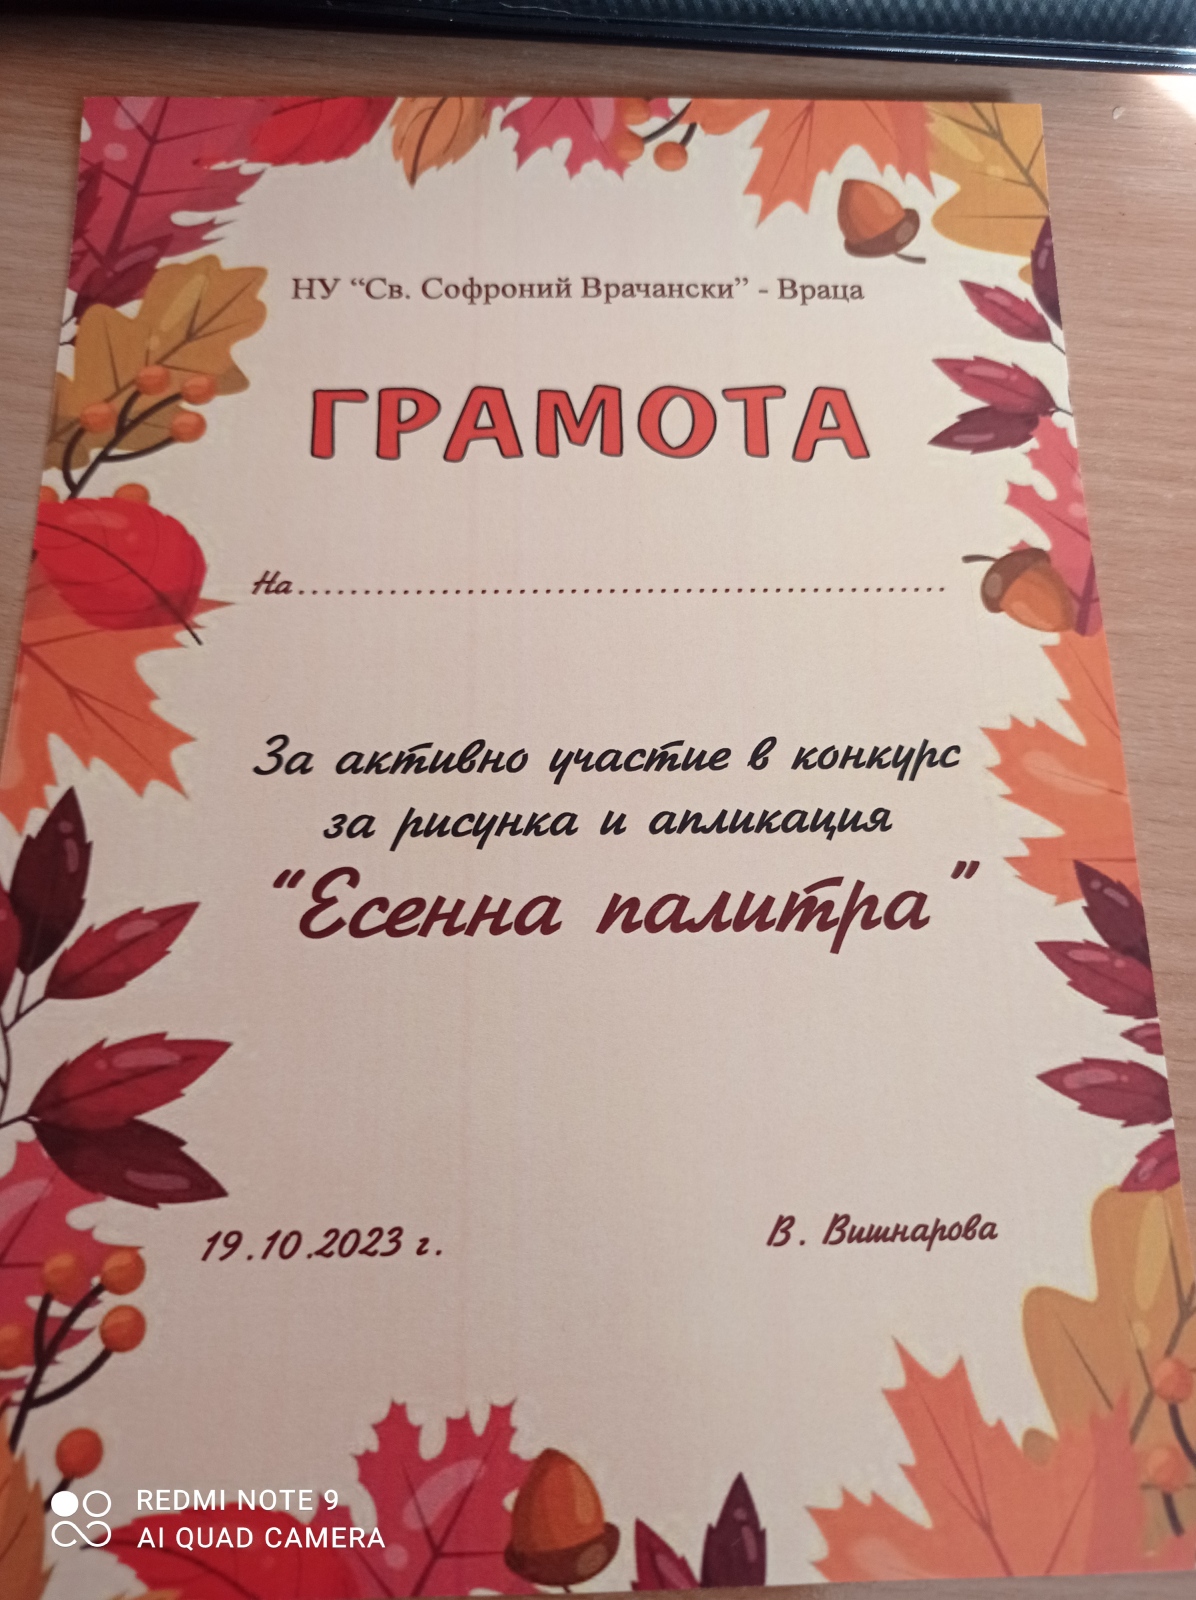 НУ “Св. Софроний Врачански” - Враца
ГРАМОТА
На......................................................
За активно участие в конкурс
за рисунка и апликация
“Есенна палитра”
19.10.2023 г.
В. Вишнарова
REDMI NOTE 9
AI QUAD CAMERA